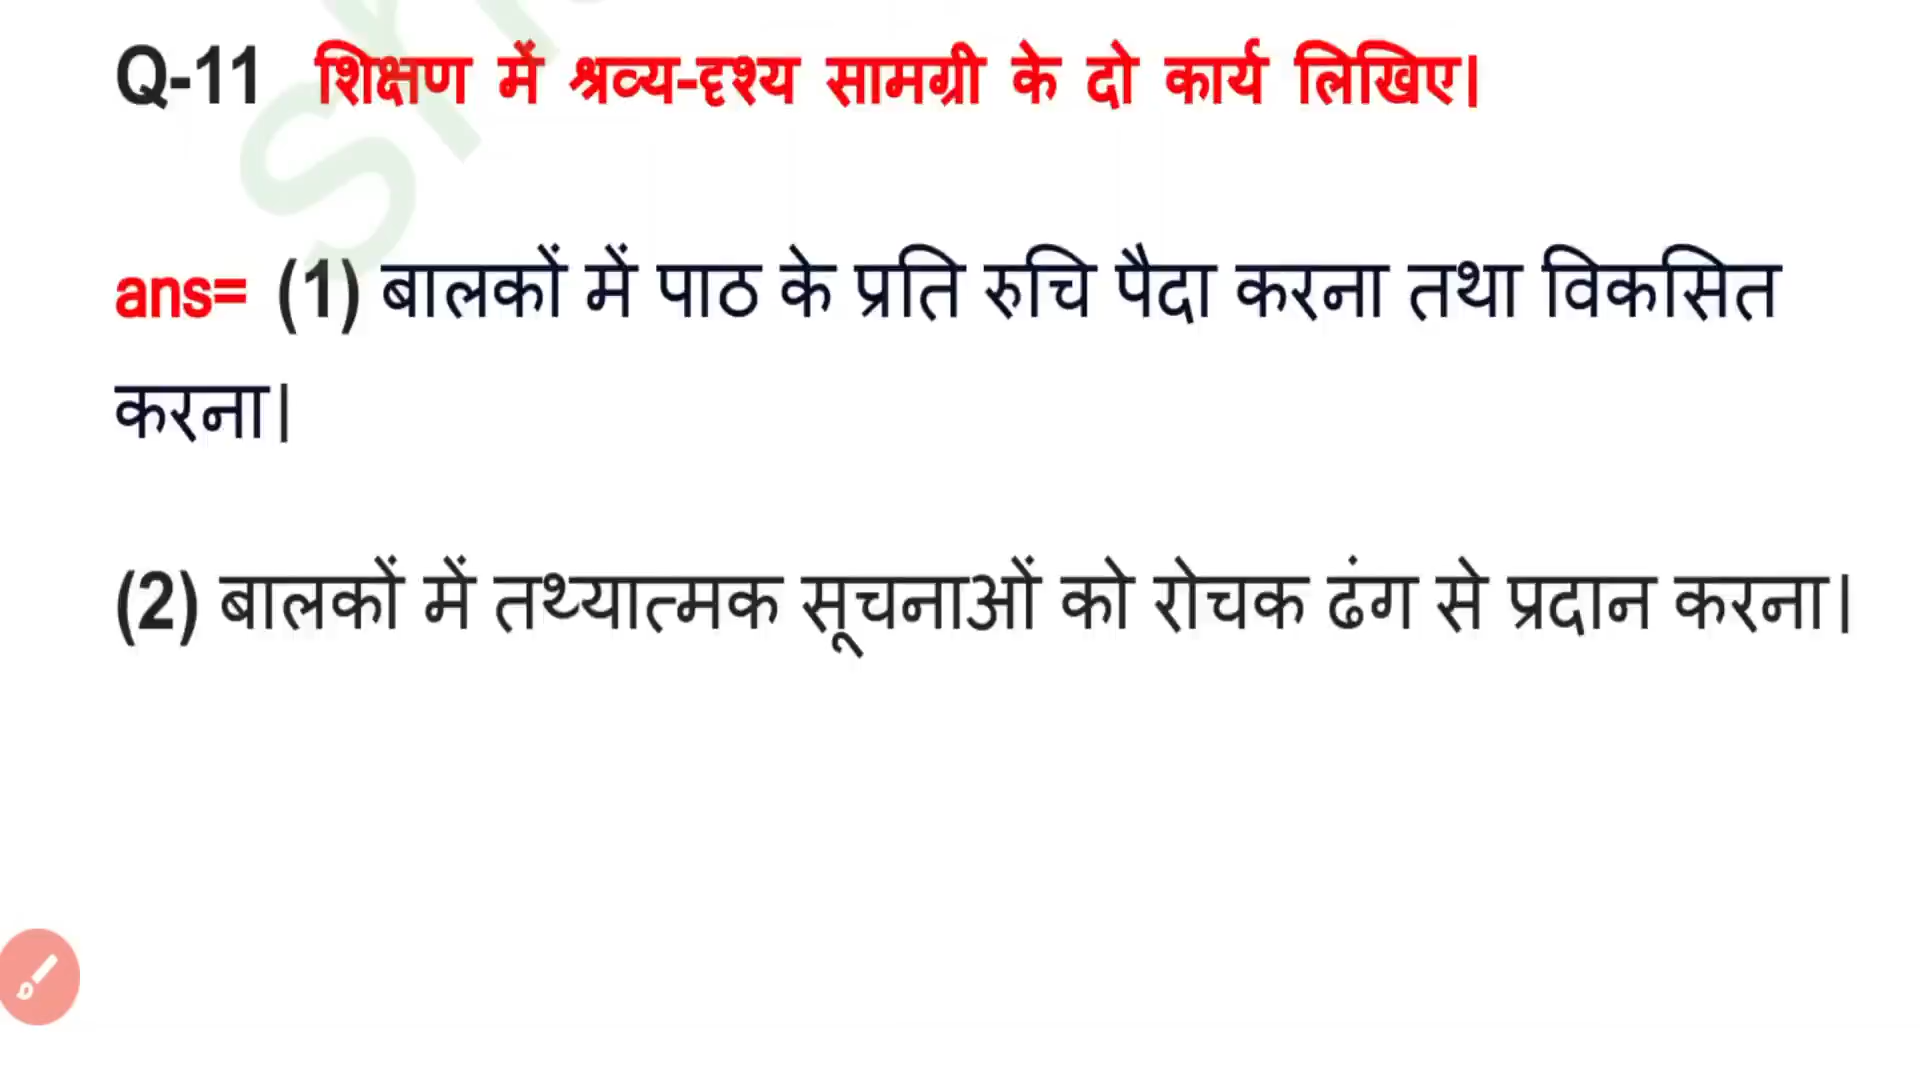 Q-11 शिक्षण में श्रव्य-दृश्य सामग्री के दो कार्य लिखिए।
ans= (1) बालकों में पाठ के प्रति रुचि पैदा करना तथा विकसित
करना।
(2) बालकों में तथ्यात्मक सूचनाओं को रोचक ढंग से प्रदान करना।